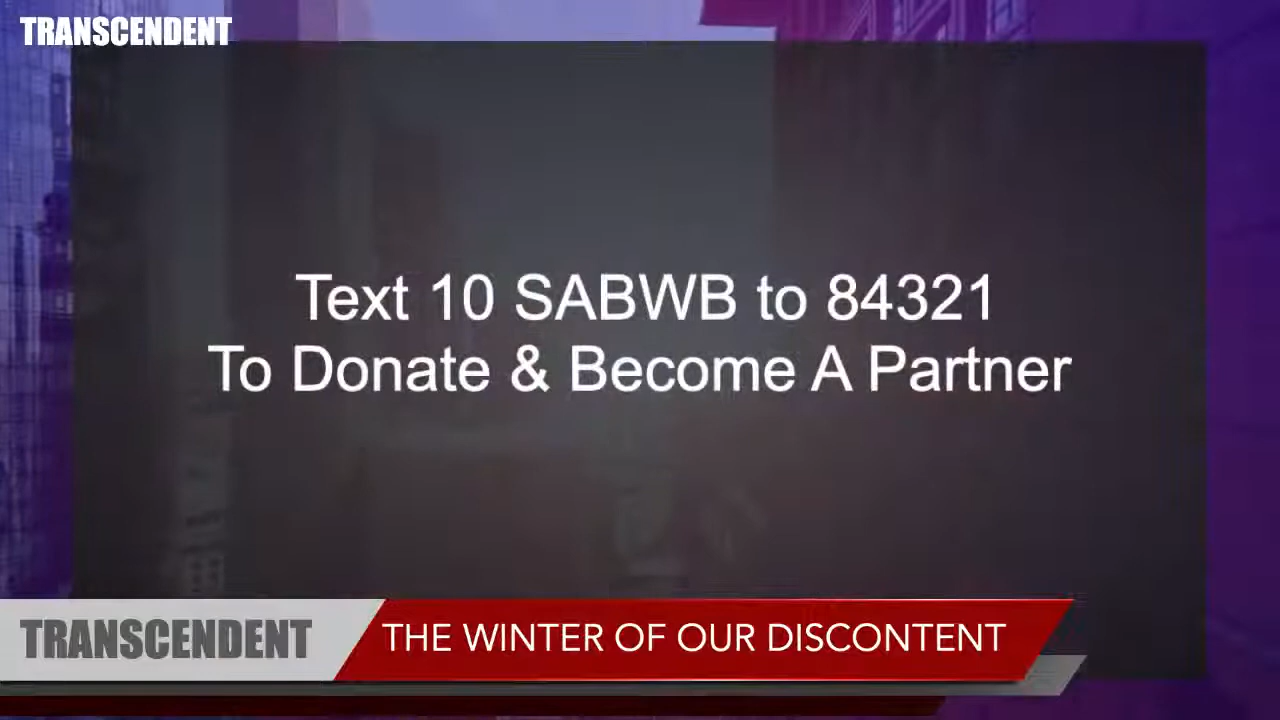 TRANSCENDENT
Text 10 SABWB to 84321
To Donate & Become A Partner
TRANSCENDENT
THE WINTER OF OUR DISCONTENT